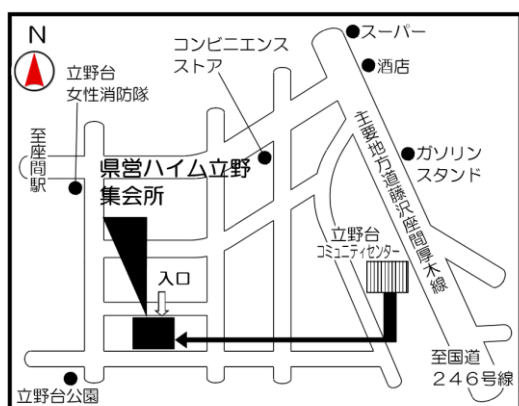 N
スーパー
コンビニエンス
ストア
酒店
立野台
女性消防隊
至座間駅
県営ハイム立野
集会所
ガソリン
スタンド
主要地方道藤沢座間厚木線
立野台
コミュニティセンター
入口
至国道
246号線
立野台公園